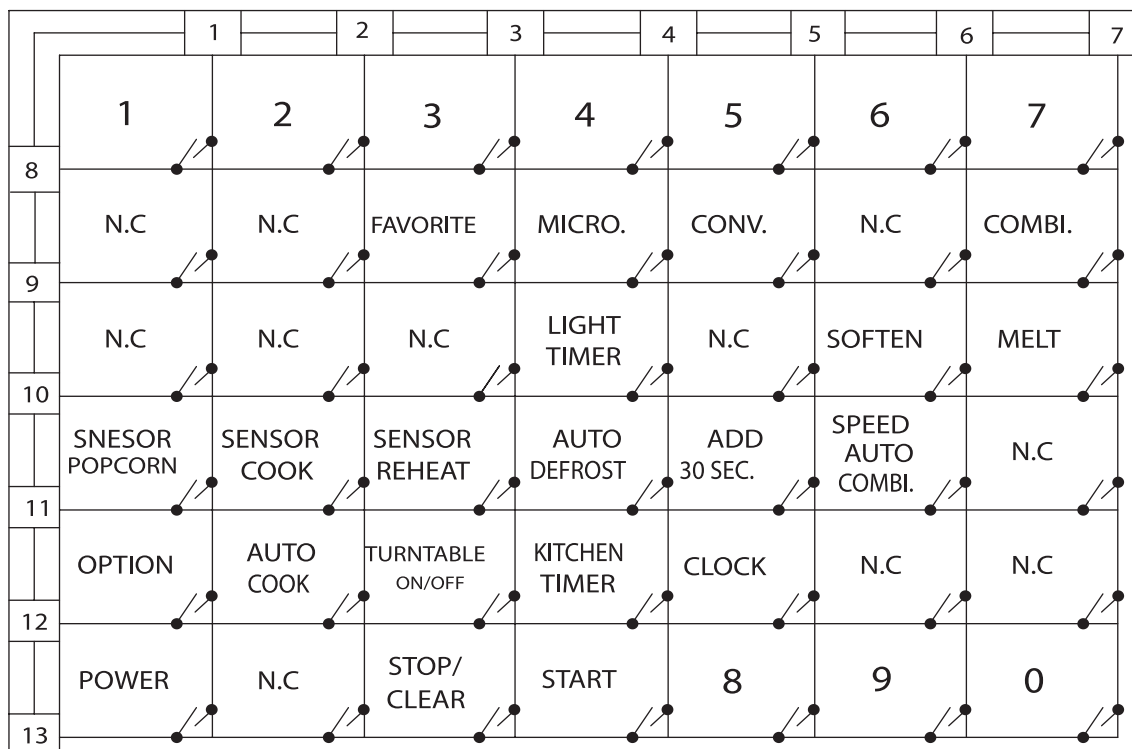 1 2 3 4 5 6 7
1 2 3 4 5 6 7
8
N.C N.C FAVORITE MICRO. CONV. N.C COMBI.
9
N.C N.C N.C LIGHT TIMER N.C SOFTEN MELT
10
SNESOR POPCORN SENSOR COOK SENSOR REHEAT AUTO DEFROST ADD 30 SEC. SPEED AUTO COMBI. N.C
11
OPTION AUTO COOK TURNTABLE ON/OFF KITCHEN TIMER CLOCK N.C N.C
12
POWER N.C STOP/ CLEAR START 8 9 0
13